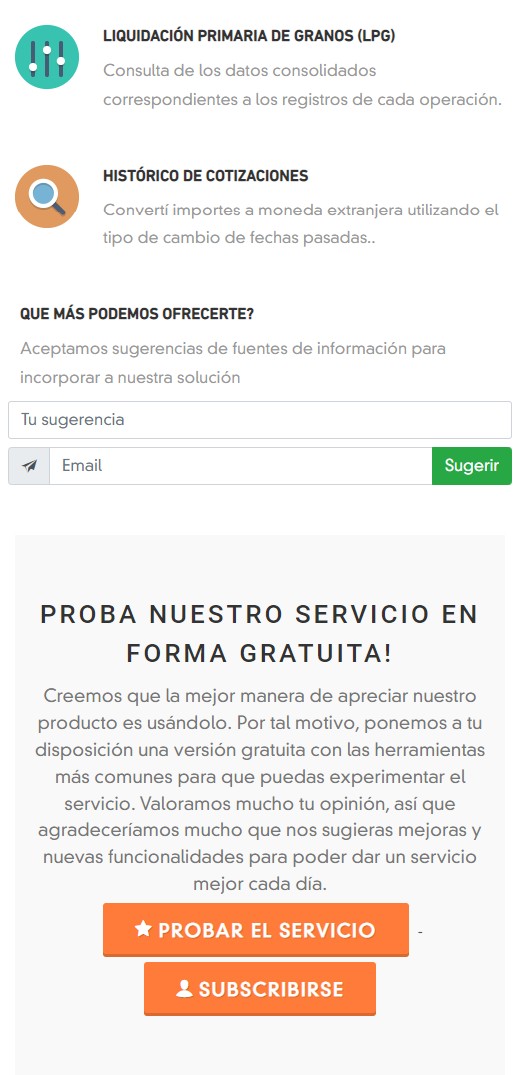 LIQUIDACIÓN PRIMARIA DE GRANOS (LPG)
Consulta de los datos consolidados
correspondientes a los registros de cada operación.
HISTÓRICO DE COTIZACIONES
Convertí importes a moneda extranjera utilizando el
tipo de cambio de fechas pasadas..
QUE MÁS PODEMOS OFRECERTE?
Aceptamos sugerencias de fuentes de información para
incorporar a nuestra solución
Tu sugerencia
Email
Sugerir
PROBA NUESTRO SERVICIO EN
FORMA GRATUITA!
Creemos que la mejor manera de apreciar nuestro
producto es usándolo. Por tal motivo, ponemos a tu
disposición una versión gratuita con las herramientas
más comunes para que puedas experimentar el
servicio. Valoramos mucho tu opinión, así que
agradeceríamos mucho que nos sugieras mejoras y
nuevas funcionalidades para poder dar un servicio
mejor cada día.
PROBAR EL SERVICIO -
SUBSCRIBIRSE